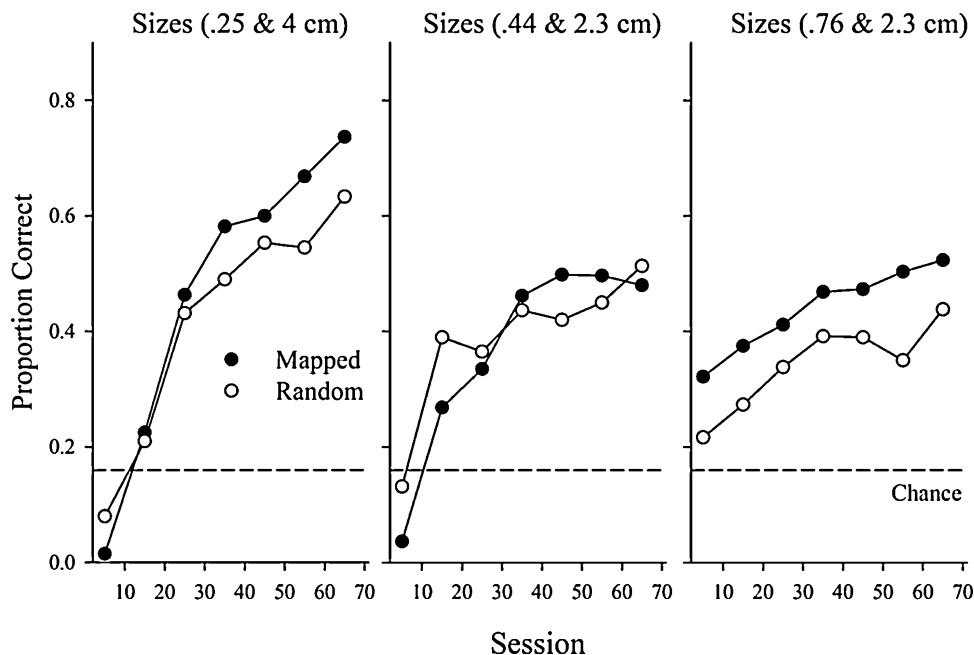 Sizes (.25 & 4 cm)
Sizes (.44 & 2.3 cm)
Sizes (.76 & 2.3 cm)
Proportion Correct
0.8
0.6
0.4
0.2
0.0
Mapped
Random
Chance
10 20 30 40 50 60 70
10 20 30 40 50 60 70
10 20 30 40 50 60 70
Session